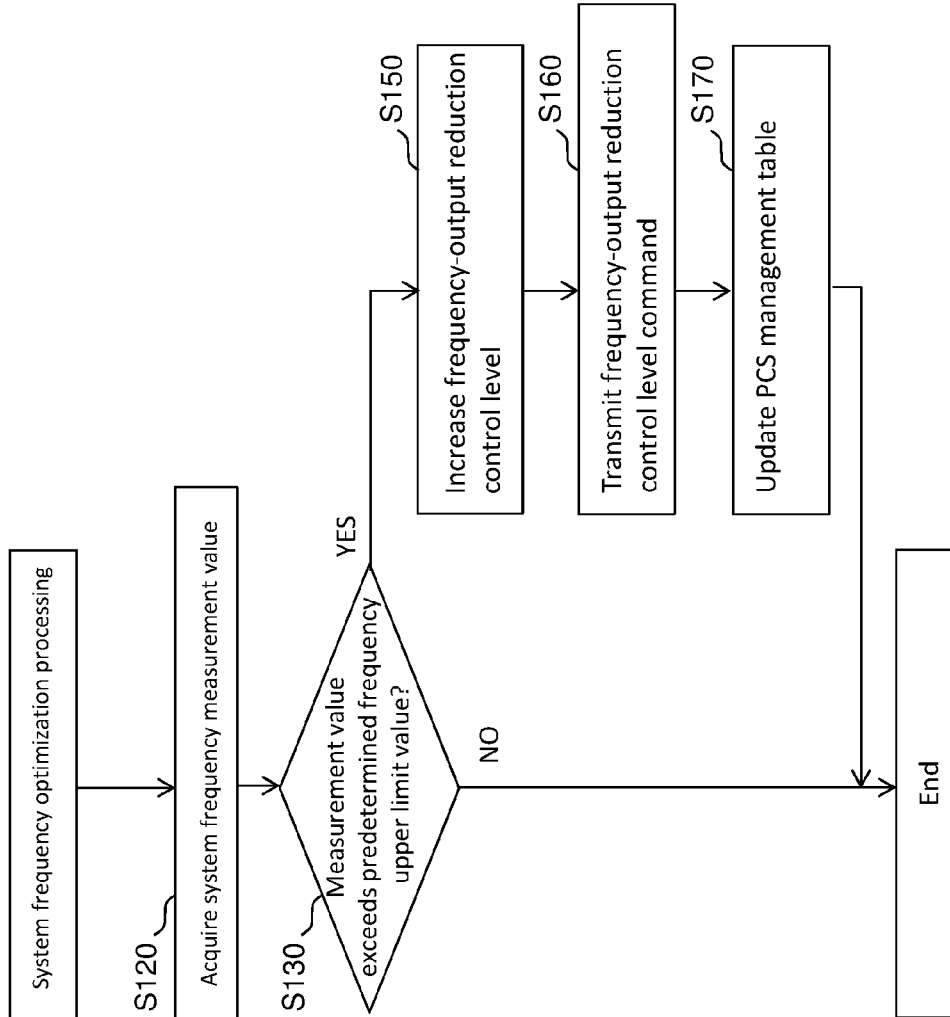 System frequency optimization processing
S120
Acquire system frequency measurement value
S130
Measurement value
exceeds predetermined frequency
upper limit value?
YES
NO
S150
Increase frequency-output reduction
control level
S160
Transmit frequency-output reduction
control level command
S170
Update PCS management table
End